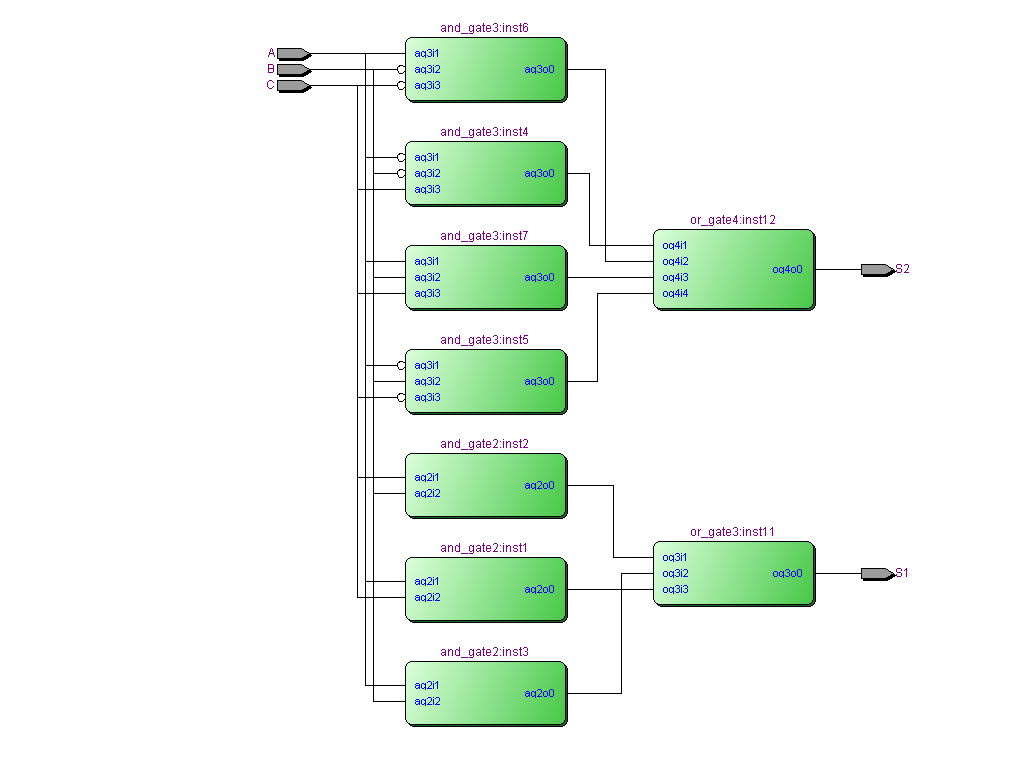 and_gate3:inst6
A
B
C
aq3i1
aq3i2
aq3i3
aq3o0
and_gate3:inst4
aq3i1
aq3i2
aq3i3
aq3o0
and_gate3:inst7
aq3i1
aq3i2
aq3i3
aq3o0
and_gate3:inst5
aq3i1
aq3i2
aq3i3
aq3o0
and_gate2:inst2
aq2i1
aq2i2
aq2o0
and_gate2:inst1
aq2i1
aq2i2
aq2o0
and_gate2:inst3
aq2i1
aq2i2
aq2o0
or_gate4:inst12
oq4i1
oq4i2
oq4i3
oq4i4
oq4o0
S2
or_gate3:inst11
oq3i1
oq3i2
oq3i3
oq3o0
S1